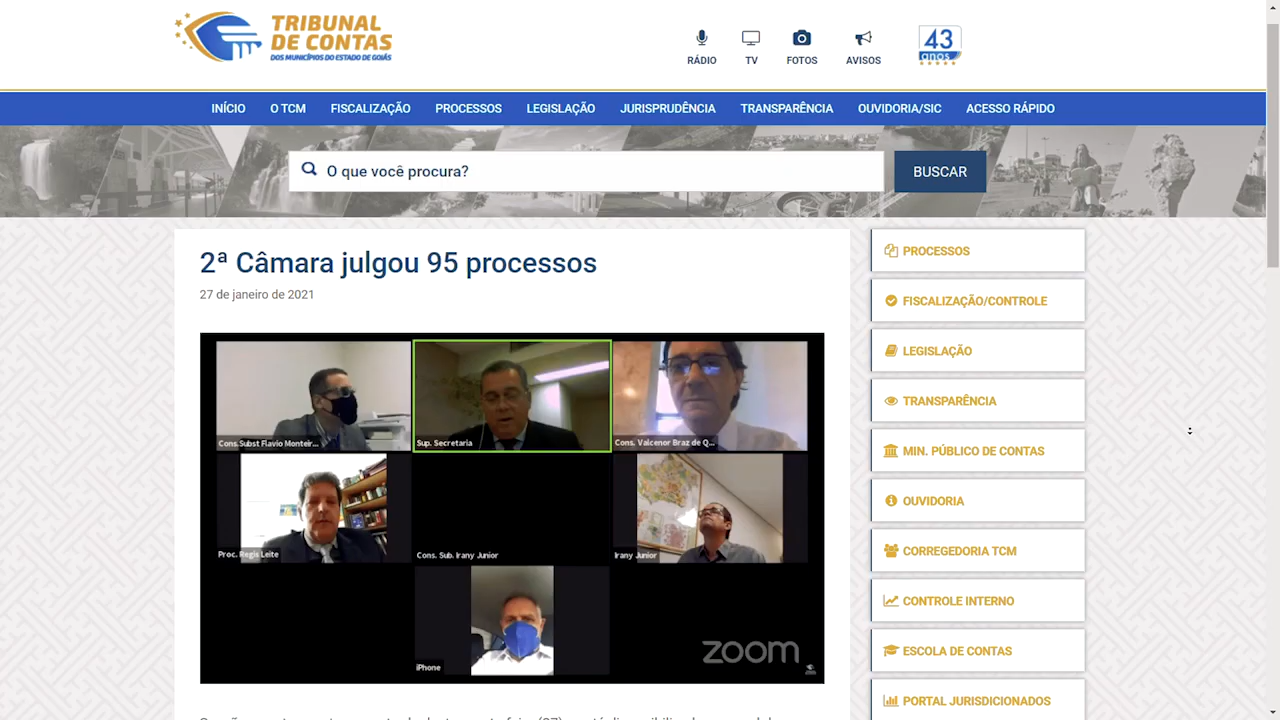 TRIBUNAL
DE CONTAS
DOS MUNICÍPIOS DO ESTADO DE GOIÁS
RÁDIO
TV
FOTOS
AVISOS
43
anos
INÍCIO
O TCM
FISCALIZAÇÃO
PROCESSOS
LEGISLAÇÃO
JURISPRUDÊNCIA
TRANSPARÊNCIA
OUVIDORIA/SIC
ACESSO RÁPIDO
O que você procura?
BUSCAR
2ª Câmara julgou 95 processos
27 de janeiro de 2021
Cons.Subst Flavio Monteir...
Sup. Secretaria
Cons. Valcenor Braz de Q...
Proc. Regis Leite
Cons. Sub. Irany Junior
Irany Junior
iPhone
zoom
PROCESSOS
FISCALIZAÇÃO/CONTROLE
LEGISLAÇÃO
TRANSPARÊNCIA
MIN. PÚBLICO DE CONTAS
OUVIDORIA
CORREGEDORIA TCM
CONTROLE INTERNO
ESCOLA DE CONTAS
PORTAL JURISDICIONADOS